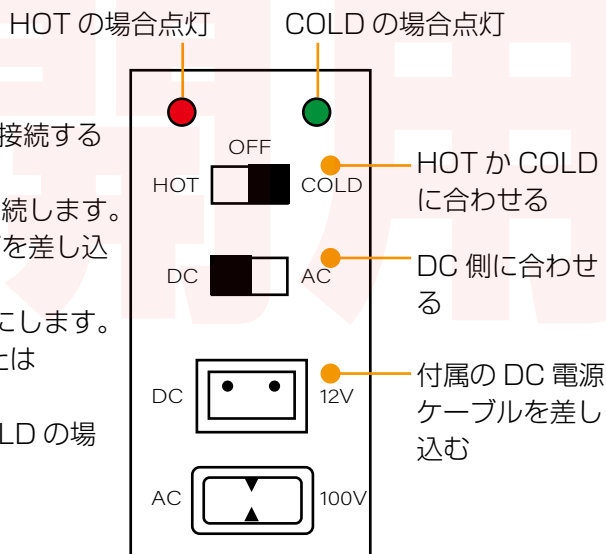 HOT の場合点灯
COLD の場合点灯
接続する
続します。
を差し込
にします。
LD の場
OFF
HOT
COLD
DC
AC
DC
12V
AC
100V
HOT か COLD
に合わせる
DC 側に合わせ
る
付属の DC 電源
ケーブルを差し
込む
開用